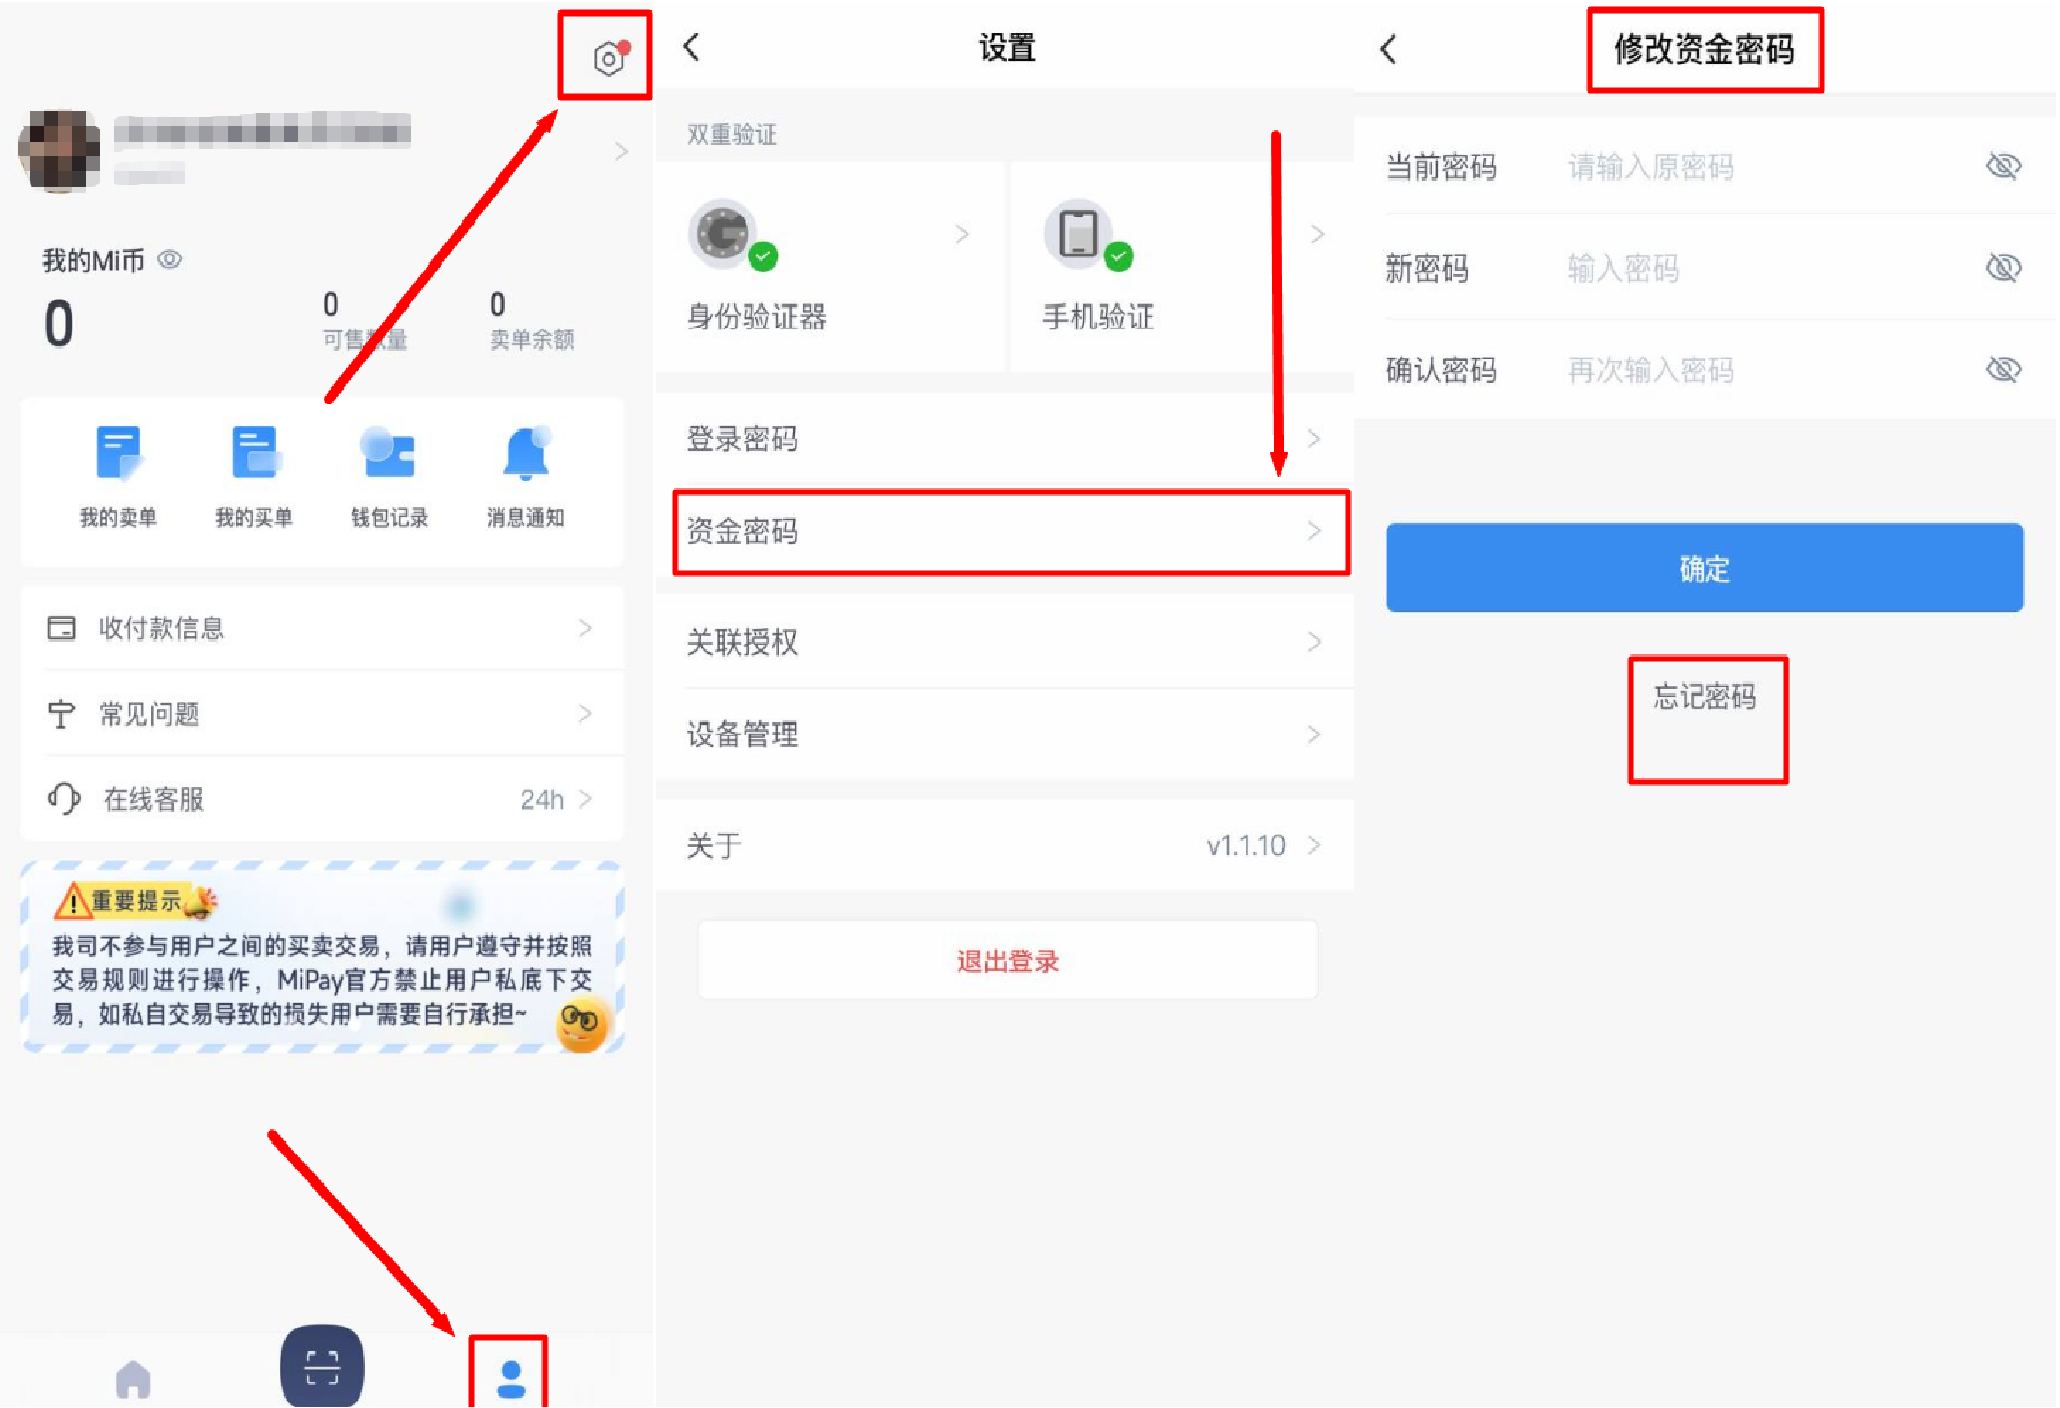 我的Mi币
0
0
可售数量
0
卖单余额
我的卖单
我的买单
钱包记录
消息通知
收付款信息
常见问题
在线客服
24h
重要提示
我司不参与用户之间的买卖交易，请用户遵守并按照
交易规则进行操作，MiPay官方禁止用户私底下交
易，如私自交易导致的损失用户需要自行承担~
设置
双重验证
身份验证器
手机验证
登录密码
资金密码
关联授权
设备管理
关于
v1.1.10
退出登录
修改资金密码
当前密码
请输入原密码
新密码
输入密码
确认密码
再次输入密码
确定
忘记密码